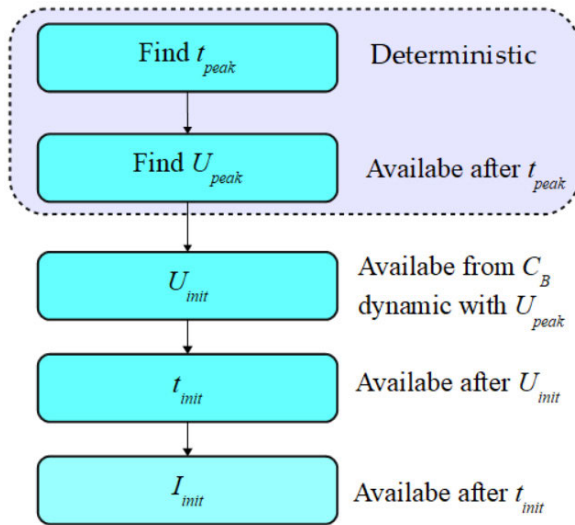 Find t_peak Deterministic
Find U_peak Availabe after t_peak
U_init Availabe from C_B
dynamic with U_peak
t_init Availabe after U_init
I_init Availabe after t_init